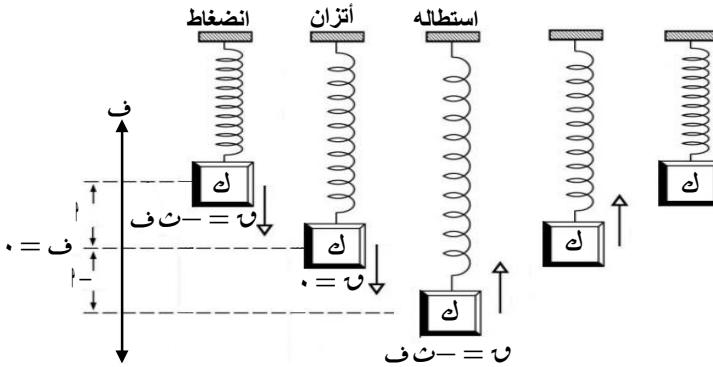 استطاله أتزان انضغاط
ف
ك
ك
ق = –ث ف
ك
ك
ف = ٠
ق = ٠
ك
ق = –ث ف